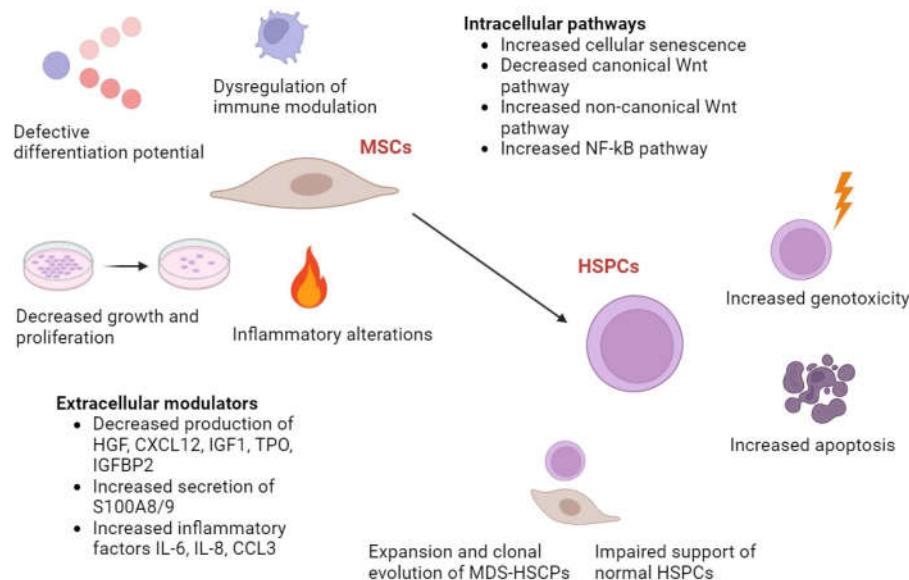 Defective
differentiation potential
Dysregulation of
immune modulation
MSCs
Intracellular pathways
• Increased cellular senescence
• Decreased canonical Wnt
pathway
• Increased non-canonical Wnt
pathway
• Increased NF-kB pathway
Decreased growth and
proliferation
Inflammatory alterations
HSPCs
Increased genotoxicity
Increased apoptosis
Extracellular modulators
• Decreased production of
HGF, CXCL12, IGF1, TPO,
IGFBP2
• Increased secretion of
S100A8/9
• Increased inflammatory
factors IL-6, IL-8, CCL3
Expansion and clonal
evolution of MDS-HSCPs
Impaired support of
normal HSPCs